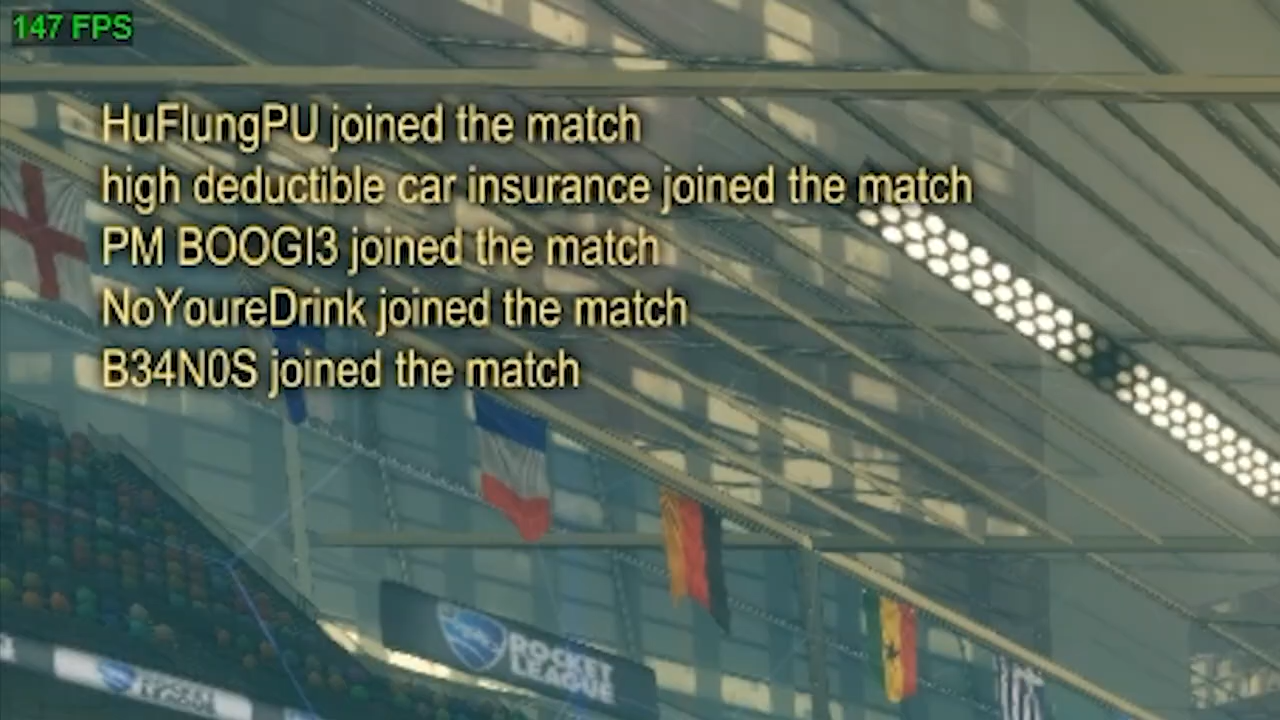 147 FPS
HuFlungPU joined the match
high deductible car insurance joined the match
PM BOOGI3 joined the match
NoYoureDrink joined the match
B34N0S joined the match
ROCKET
LEAGUE